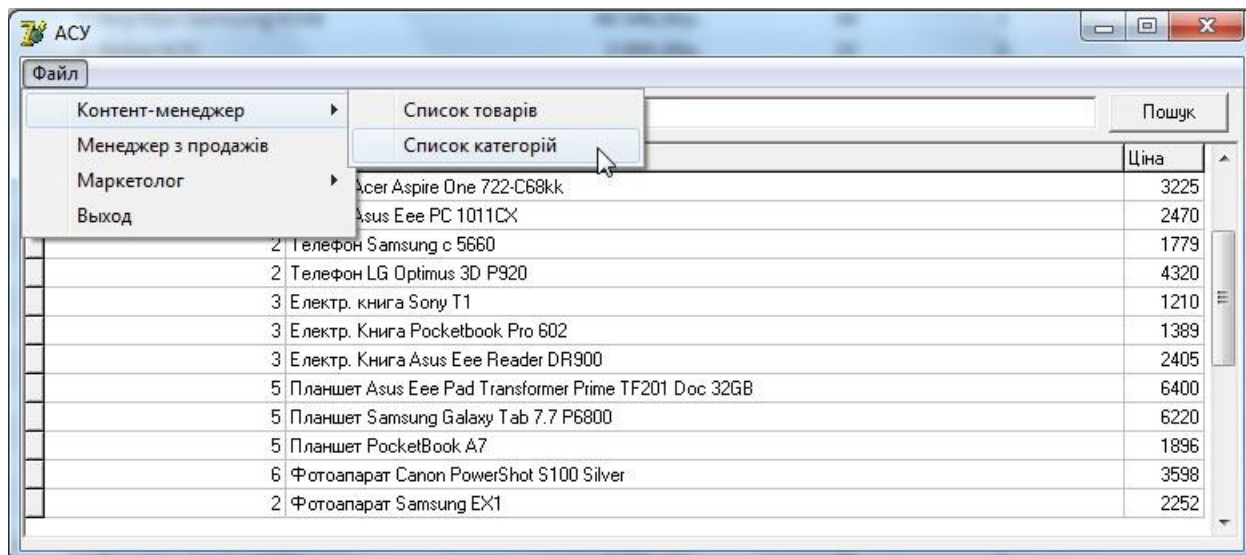 АСУ
Файл
Контент-менеджер
Менеджер з продажів
Маркетолог
Выход
Список товарів
Список категорій
Пошук
Ціна
Acer Aspire One 722-C68kk 3225
Asus Eee PC 1011CX 2470
2 Телефон Samsung с 5660 1779
2 Телефон LG Optimus 3D P920 4320
3 Електр. книга Sony T1 1210
3 Електр. Книга Pocketbook Pro 602 1389
3 Електр. Книга Asus Eee Reader DR900 2405
5 Планшет Asus Eee Pad Transformer Prime TF201 Doc 32GB 6400
5 Планшет Samsung Galaxy Tab 7.7 P6800 6220
5 Планшет PocketBook A7 1896
6 Фотоапарат Canon PowerShot S100 Silver 3598
2 Фотоапарат Samsung EX1 2252